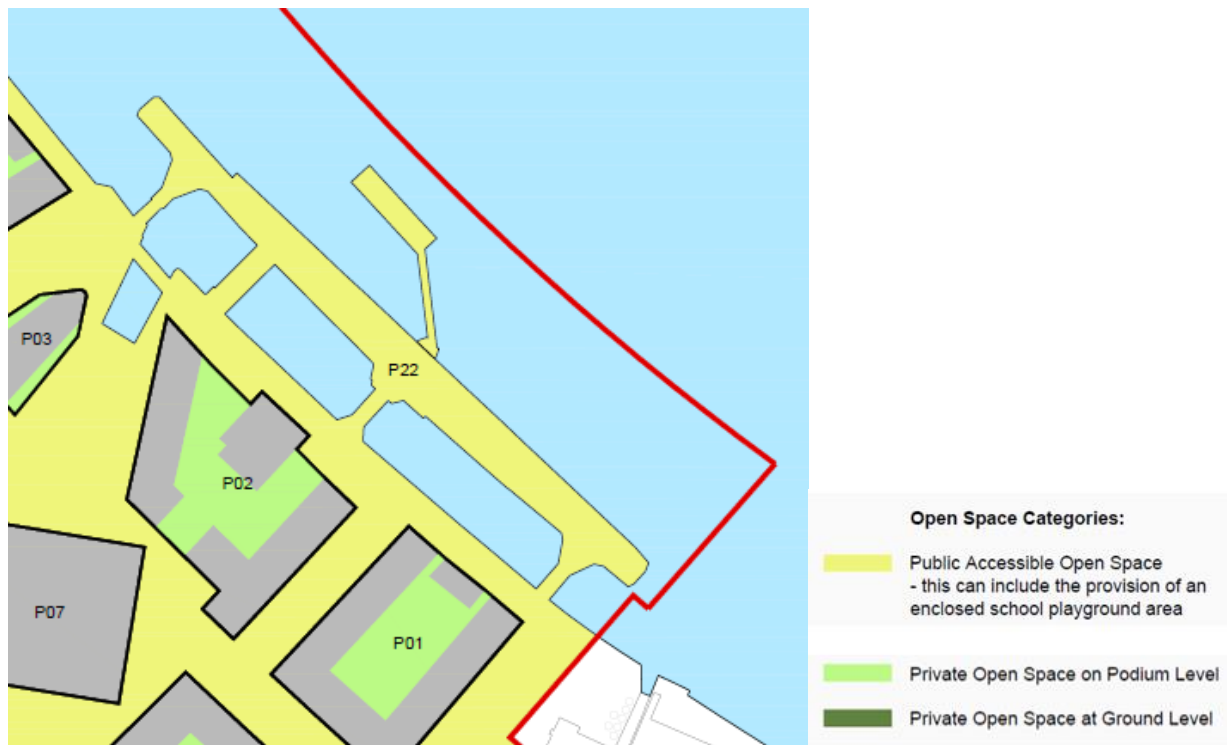 P03
P22
P02
P07
P01
Open Space Categories:
Public Accessible Open Space
- this can include the provision of an
enclosed school playground area
Private Open Space on Podium Level
Private Open Space at Ground Level